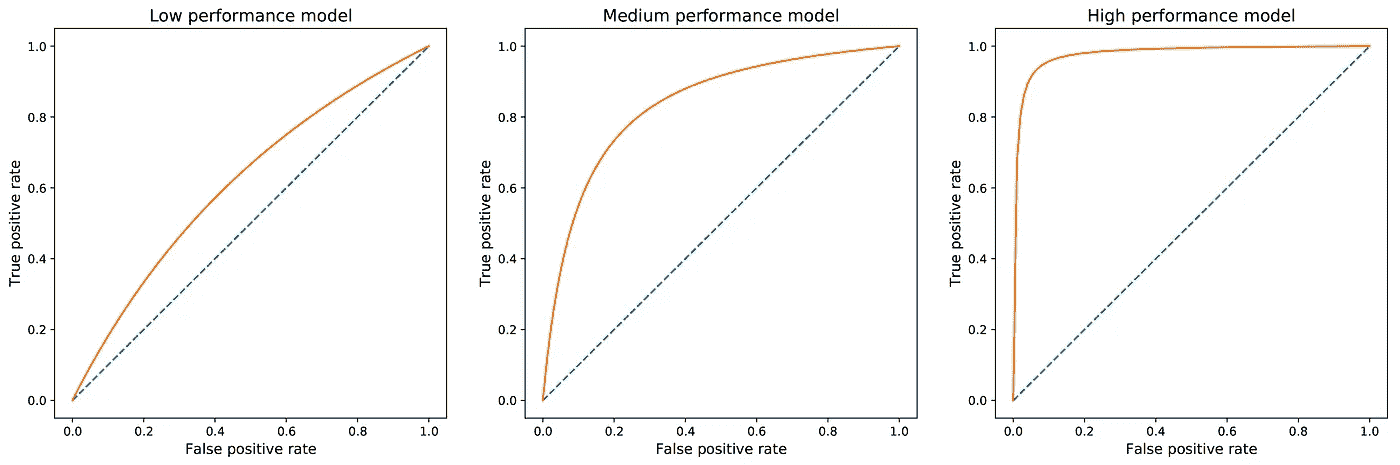 Low performance model
1.0
0.8
0.6
0.4
0.2
0.0
True positive rate
0.0 0.2 0.4 0.6 0.8 1.0
False positive rate
Medium performance model
1.0
0.8
0.6
0.4
0.2
0.0
True positive rate
0.0 0.2 0.4 0.6 0.8 1.0
False positive rate
High performance model
1.0
0.8
0.6
0.4
0.2
0.0
True positive rate
0.0 0.2 0.4 0.6 0.8 1.0
False positive rate